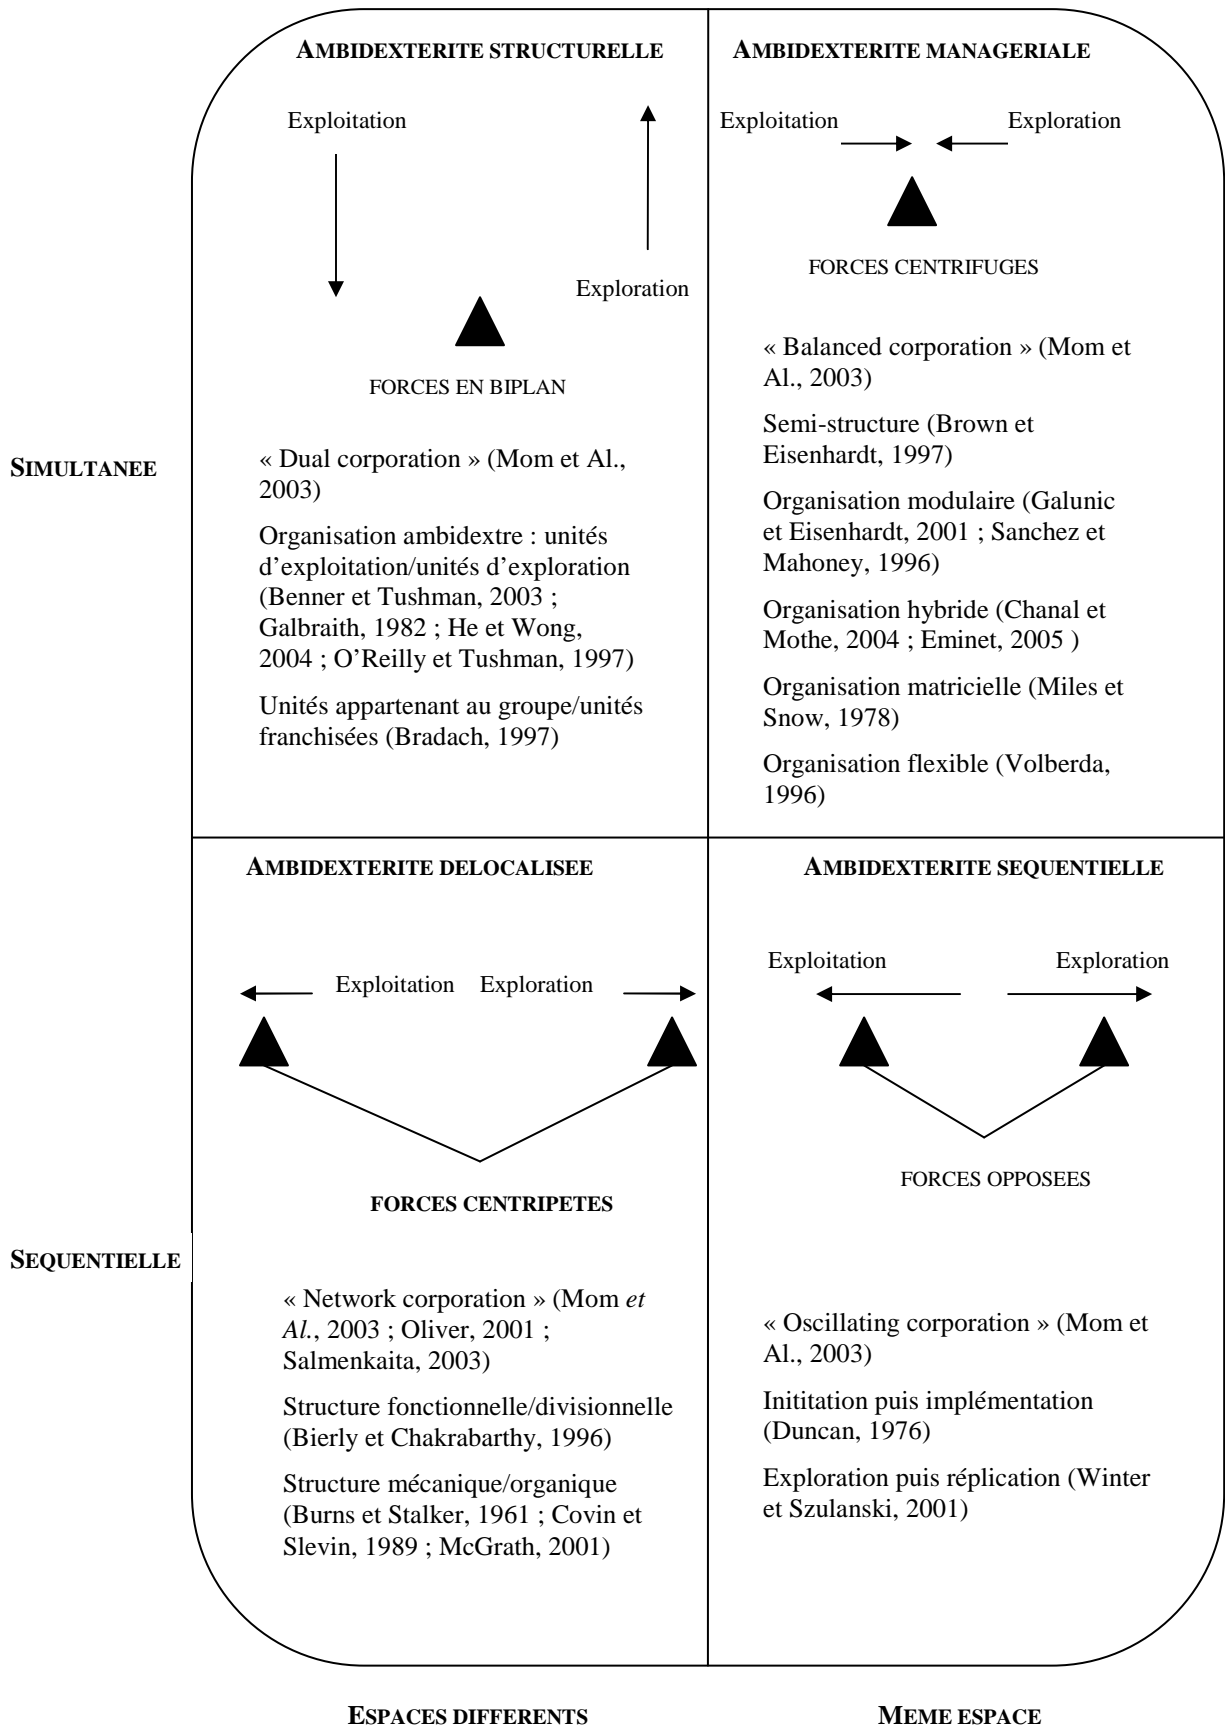 AMBIDEXTERITE STRUCTURELLE
Exploitation
Exploration
FORCES EN BIPLAN
« Dual corporation » (Mom et Al.,
2003)
Organisation ambidextre : unités
d’exploitation/unités d’exploration
(Benner et Tushman, 2003 ;
Galbraith, 1982 ; He et Wong,
2004 ; O’Reilly et Tushman, 1997)
Unités appartenant au groupe/unités
franchisées (Bradach, 1997)
AMBIDEXTERITE MANAGERIALE
Exploitation
Exploration
FORCES CENTRIFUGES
« Balanced corporation » (Mom et
Al., 2003)
Semi-structure (Brown et
Eisenhardt, 1997)
Organisation modulaire (Galunic
et Eisenhardt, 2001 ; Sanchez et
Mahoney, 1996)
Organisation hybride (Chanal et
Mothe, 2004 ; Eminet, 2005 )
Organisation matricielle (Miles et
Snow, 1978)
Organisation flexible (Volberda,
1996)
SIMULTANEE
AMBIDEXTERITE DELOCALISEE
Exploitation
Exploration
FORCES CENTRIPETES
« Network corporation » (Mom et
Al., 2003 ; Oliver, 2001 ;
Salmenkaita, 2003)
Structure fonctionnelle/divisionnelle
(Bierly et Chakrabarthy, 1996)
Structure mécanique/organique
(Burns et Stalker, 1961 ; Covin et
Slevin, 1989 ; McGrath, 2001)
AMBIDEXTERITE SEQUENTIELLE
Exploitation
Exploration
FORCES OPPOSEES
« Oscillating corporation » (Mom et
Al., 2003)
Inititation puis implémentation
(Duncan, 1976)
Exploration puis réplication (Winter
et Szulanski, 2001)
SEQUENTIELLE
ESPACES DIFFERENTS
MEME ESPACE